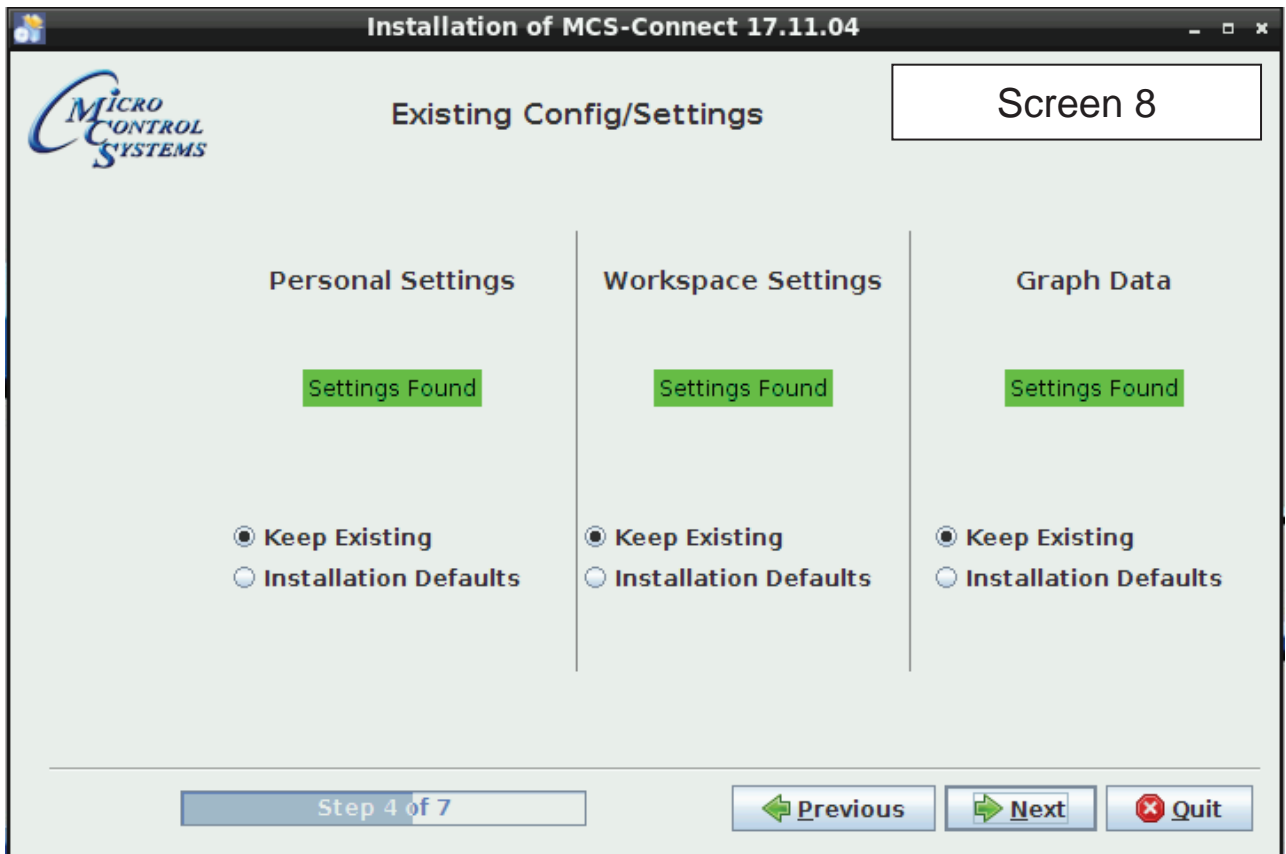 Installation of MCS-Connect 17.11.04
MICRO
CONTROL
SYSTEMS
Existing Config/Settings
Screen 8
Personal Settings
Workspace Settings
Graph Data
Settings Found
Settings Found
Settings Found
Keep Existing
Installation Defaults
Keep Existing
Installation Defaults
Keep Existing
Installation Defaults
Step 4 of 7
Previous
Next
Quit